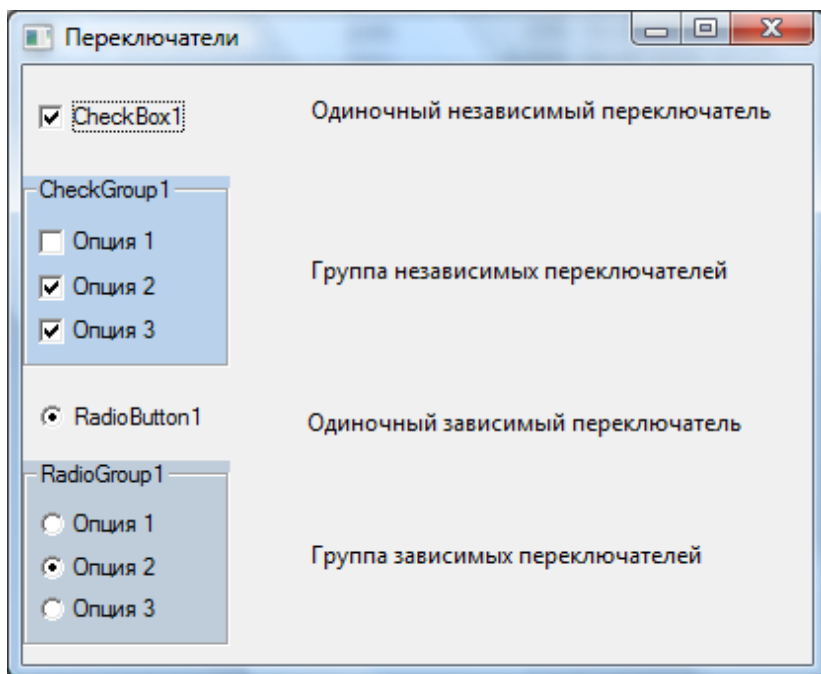 Переключатели
CheckBox1 Одиночный независимый переключатель
CheckGroup1
Опция 1
Группа независимых переключателей
Опция 2
Опция 3
RadioButton1 Одиночный зависимый переключатель
RadioGroup1
Опция 1
Группа зависимых переключателей
Опция 2
Опция 3